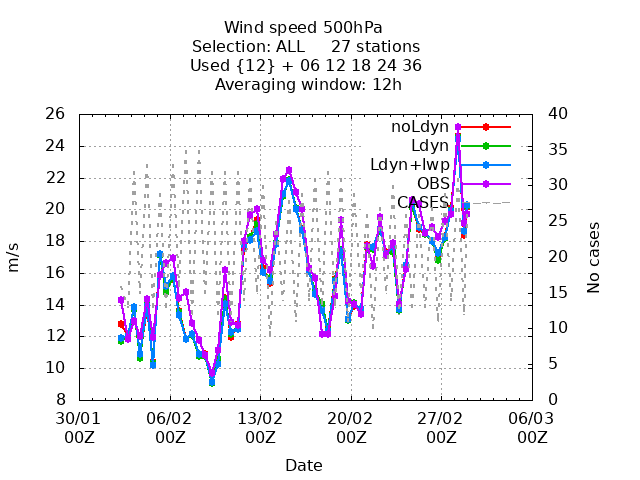 Wind speed 500hPa
Selection: ALL     27 stations
Used {12} + 06 12 18 24 36
Averaging window: 12h
26
24
22
20
18
16
14
12
10
8
m/s
40
35
30
25
20
15
10
5
0
No cases
noLdyn
Ldyn
Ldyn+lwp
OBS
CASES
30/01 06/02 13/02 20/02 27/02 06/03
00Z 00Z 00Z 00Z 00Z 00Z
Date